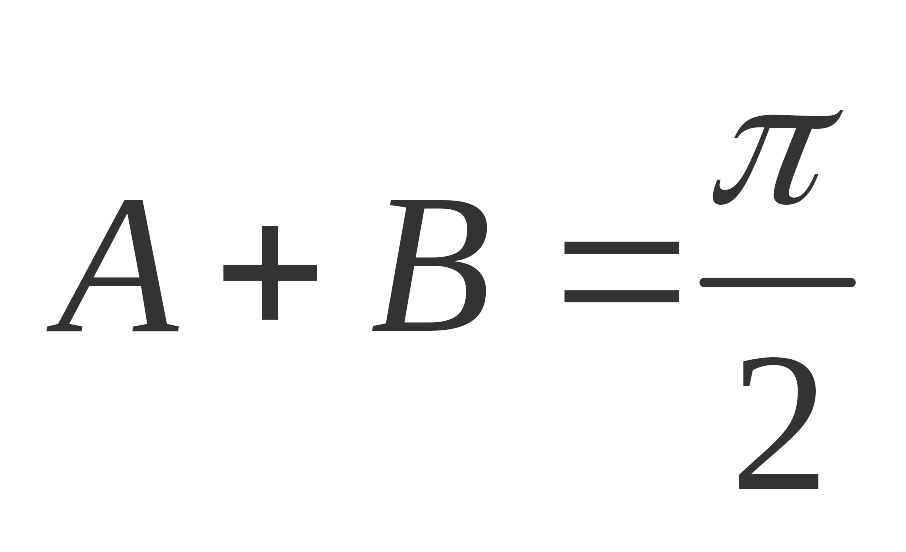 A + B = π/2